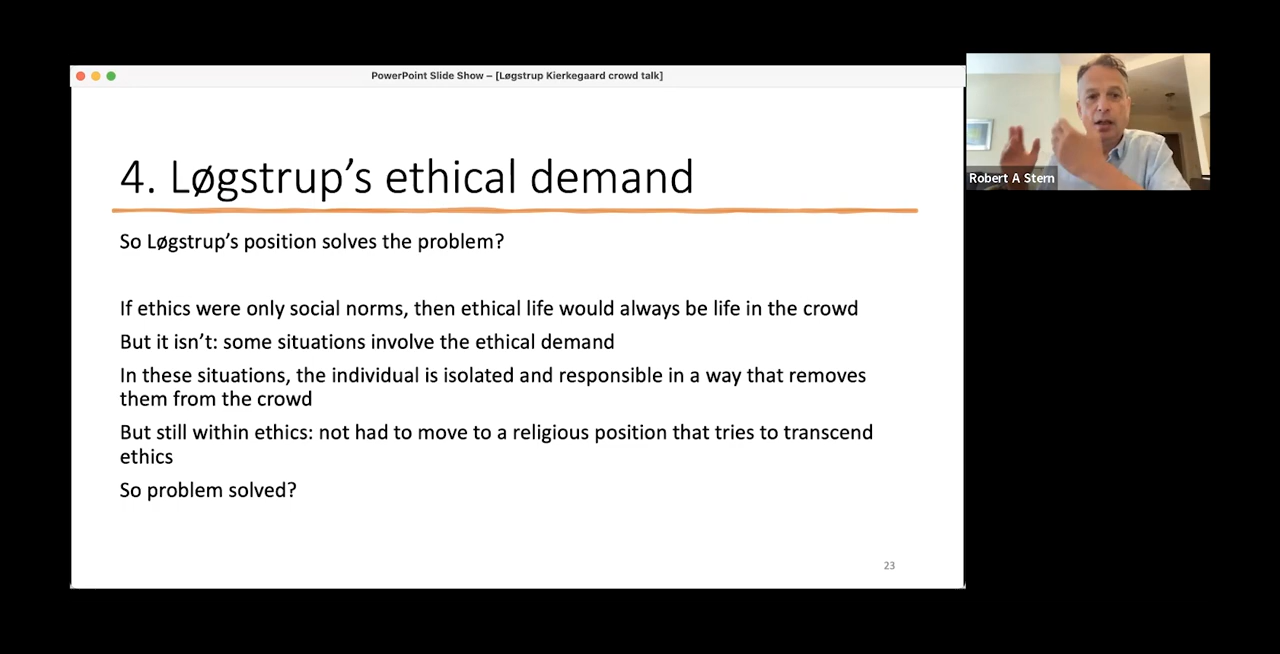 PowerPoint Slide Show – [Løgstrup Kierkegaard crowd talk]
4. Løgstrup's ethical demand
So Løgstrup's position solves the problem?
If ethics were only social norms, then ethical life would always be life in the crowd
But it isn't: some situations involve the ethical demand
In these situations, the individual is isolated and responsible in a way that removes
them from the crowd
But still within ethics: not had to move to a religious position that tries to transcend
ethics
So problem solved?
23
Robert A Stern